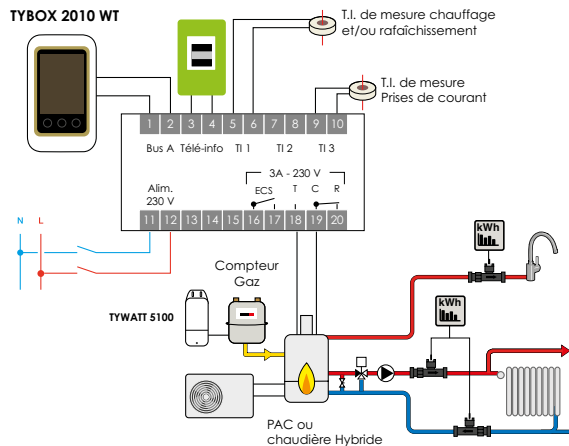 TYBOX 2010 WT
T.I. de mesure chauffage
et/ou rafaîchissement
T.I. de mesure
Prises de courant
1 2 3 4 5 6 7 8 9 10
Bus A Télé-info TI 1 TI 2 TI 3
3A - 230 V
Alim.
230 V
ECS T C R
11 12 13 14 15 16 17 18 19 20
N L
kWh
Compteur
Gaz
TYWATT 5100
kWh
PAC ou
chaudière Hybride